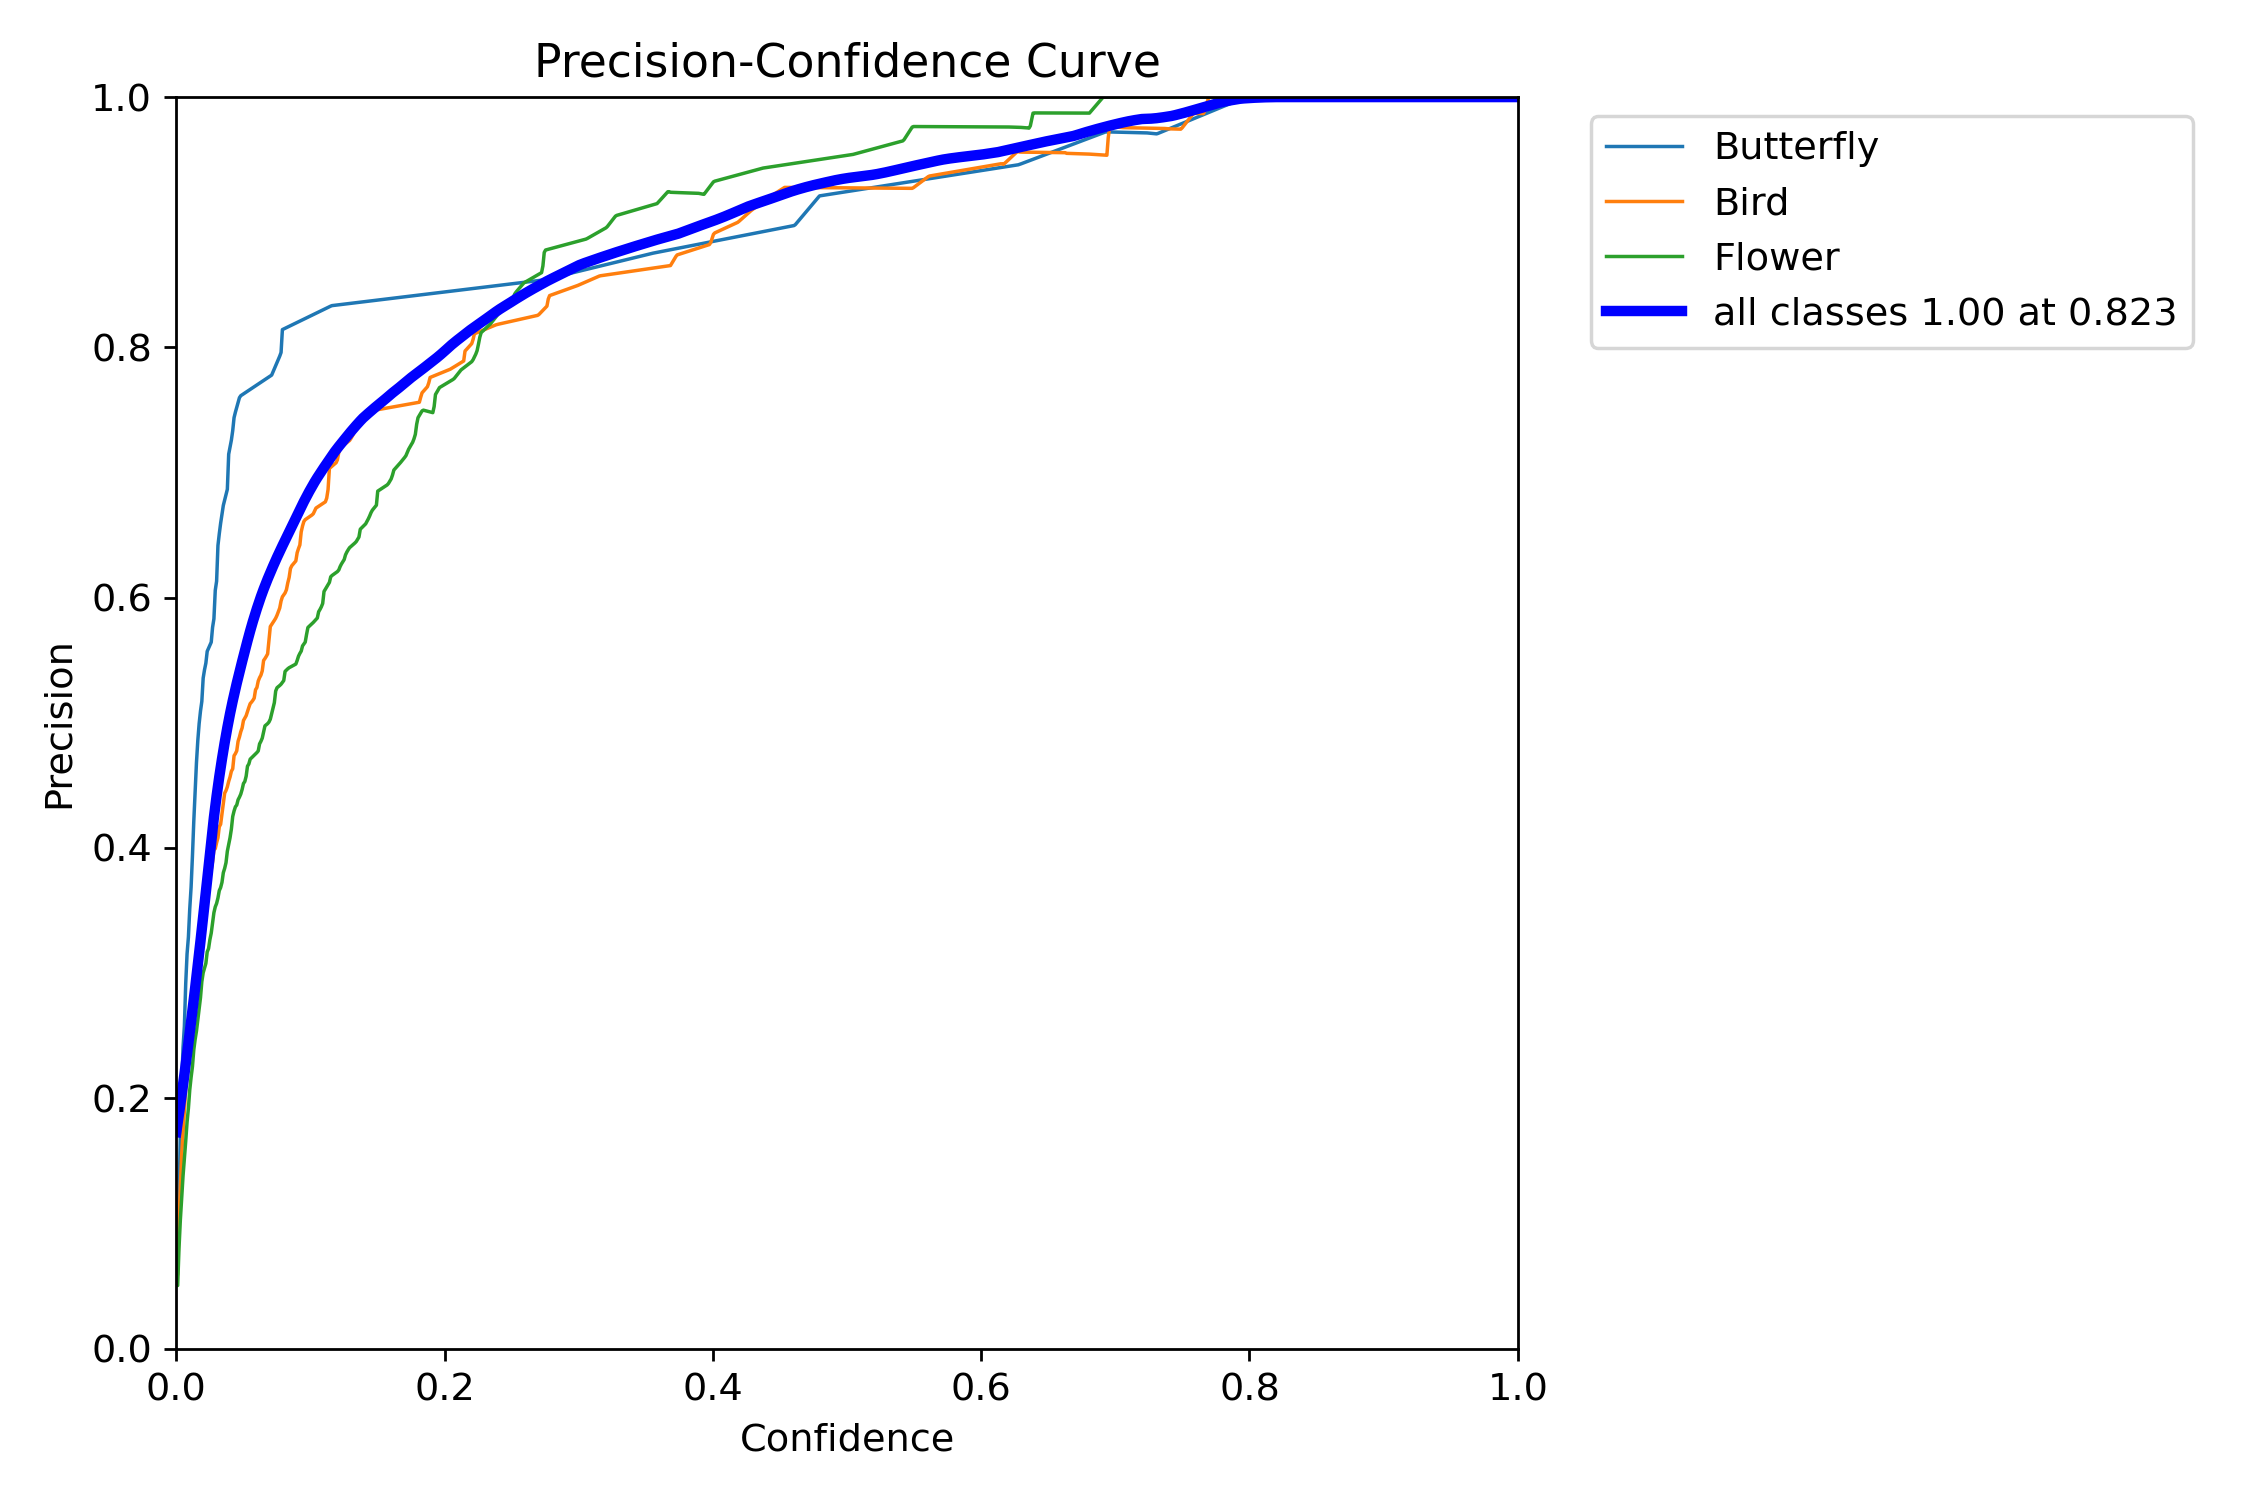 Precision-Confidence Curve
1.0
0.8
0.6
0.4
0.2
0.0
Precision
0.0 0.2 0.4 0.6 0.8 1.0
Confidence
Butterfly
Bird
Flower
all classes 1.00 at 0.823